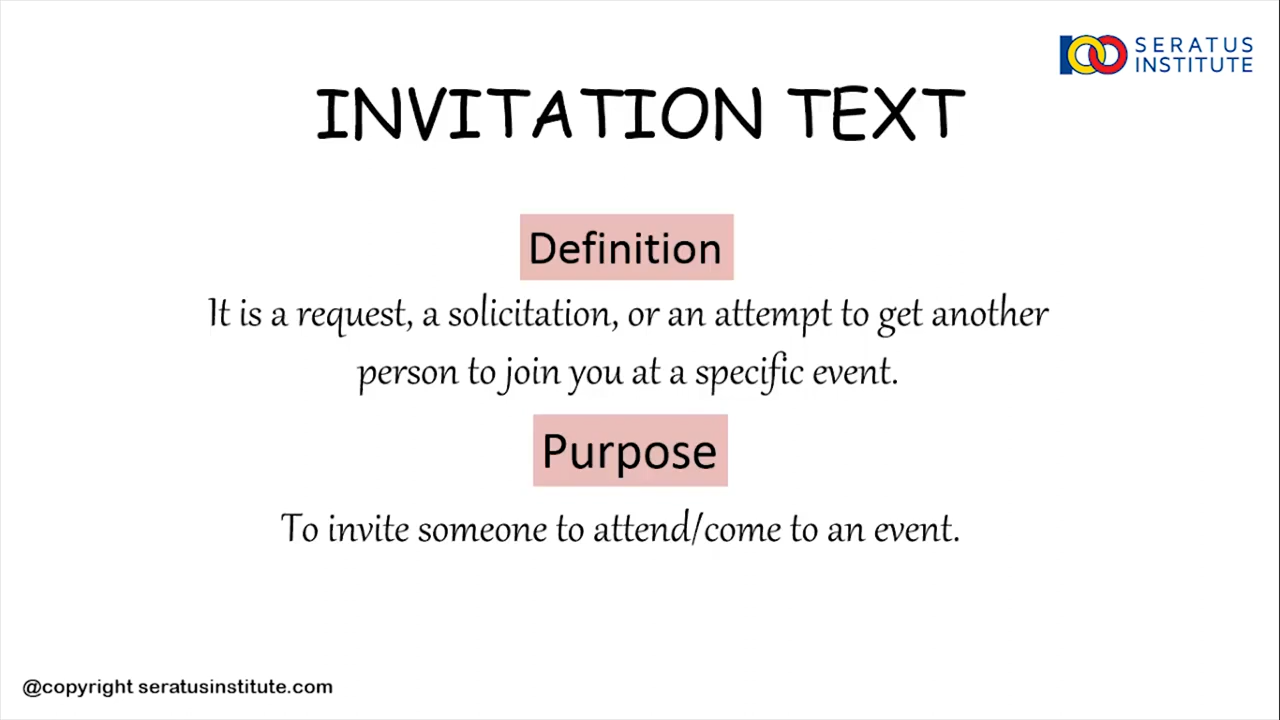 SERATUS
INSTITUTE
INVITATION TEXT
Definition
It is a request, a solicitation, or an attempt to get another
person to join you at a specific event.
Purpose
To invite someone to attend/come to an event.
@copyright seratusinstitute.com